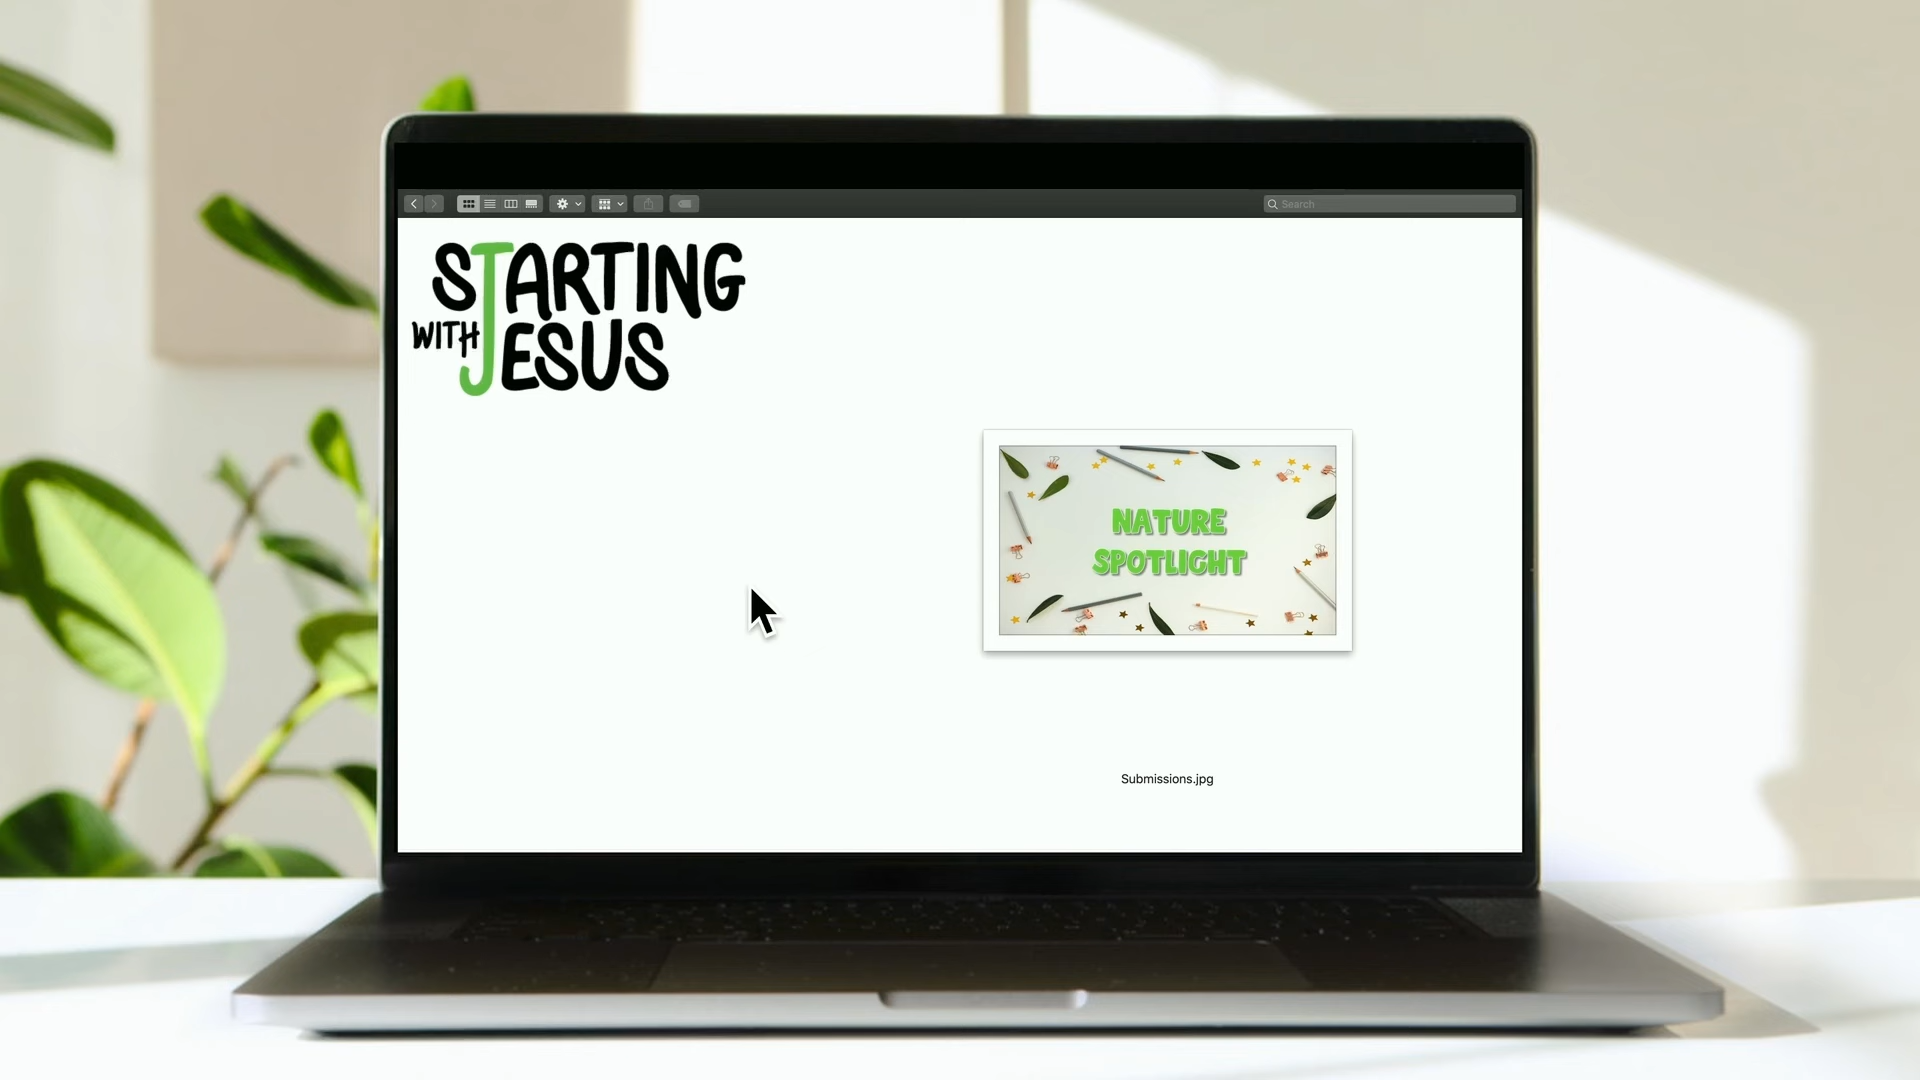 Search
STARTING
WITH JESUS
NATURE
SPOTLIGHT
Submissions.jpg